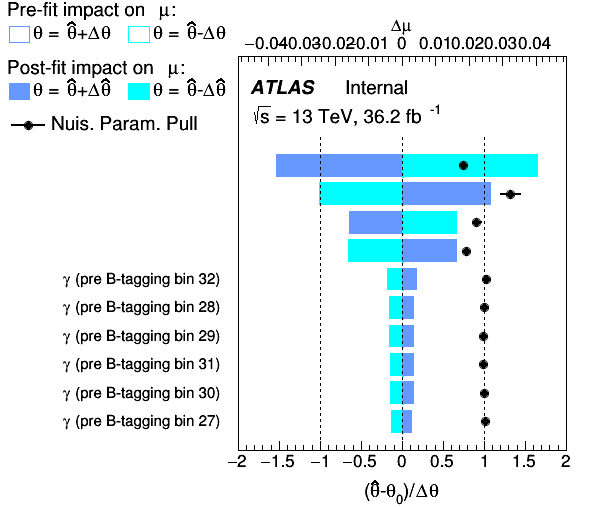 Pre-fit impact on μ:
θ = θ̂+Δθ θ = θ̂-Δθ
Post-fit impact on μ:
θ = θ̂+Δθ̂ θ = θ̂-Δθ̂
Nuis. Param. Pull
Δμ
−0.04 −0.03 −0.02 −0.01 0 0.01 0.02 0.03 0.04
ATLAS Internal
√s = 13 TeV, 36.2 fb⁻¹
γ (pre B-tagging bin 32)
γ (pre B-tagging bin 28)
γ (pre B-tagging bin 29)
γ (pre B-tagging bin 31)
γ (pre B-tagging bin 30)
γ (pre B-tagging bin 27)
−2 −1.5 −1 −0.5 0 0.5 1 1.5 2
(θ̂-θ₀)/Δθ